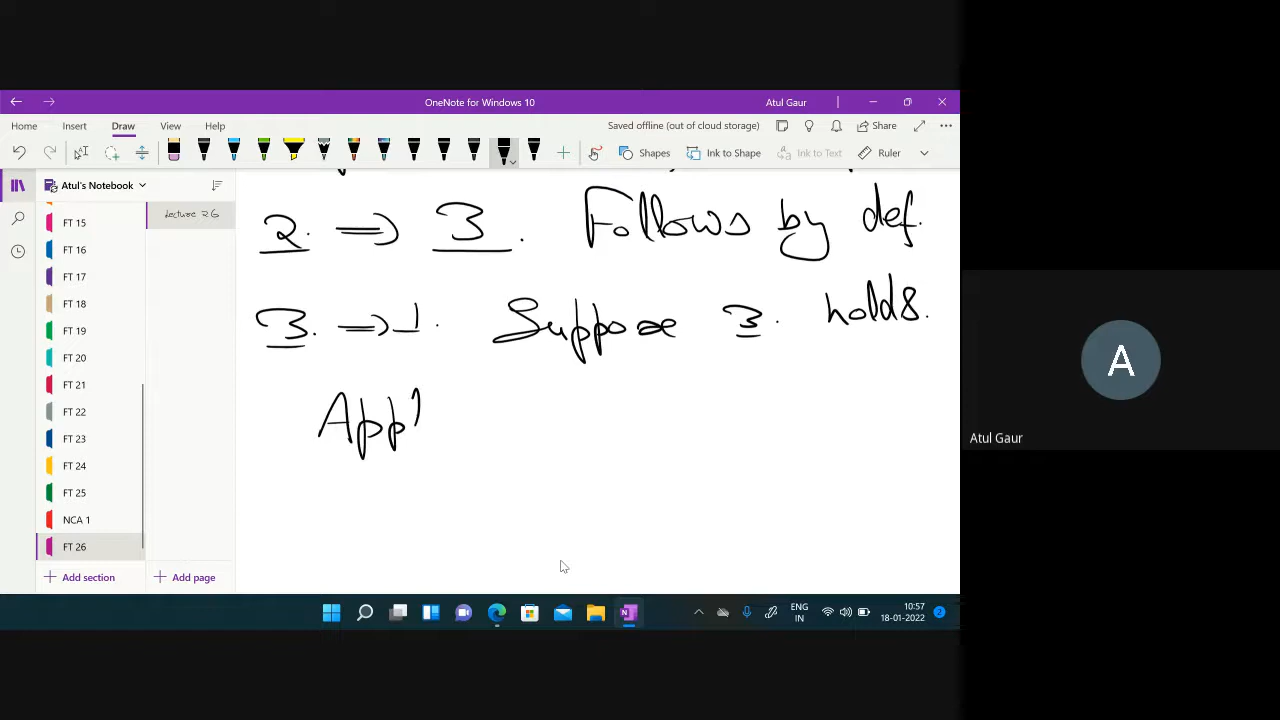 OneNote for Windows 10
Atul Gaur
Home Insert Draw View Help
Saved offline (out of cloud storage)
Share
Shapes
Ink to Shape
Ink to Text
Ruler
Atul's Notebook
FT 15
FT 16
FT 17
FT 18
FT 19
FT 20
FT 21
FT 22
FT 23
FT 24
FT 25
NCA 1
FT 26
Add section
Add page
Lecture 26
2. ⟹ 3. Follows by def.
3. ⟹ 1. Suppose 3. holds.
App
A
Atul Gaur
ENG
IN
10:57
18-01-2022
2